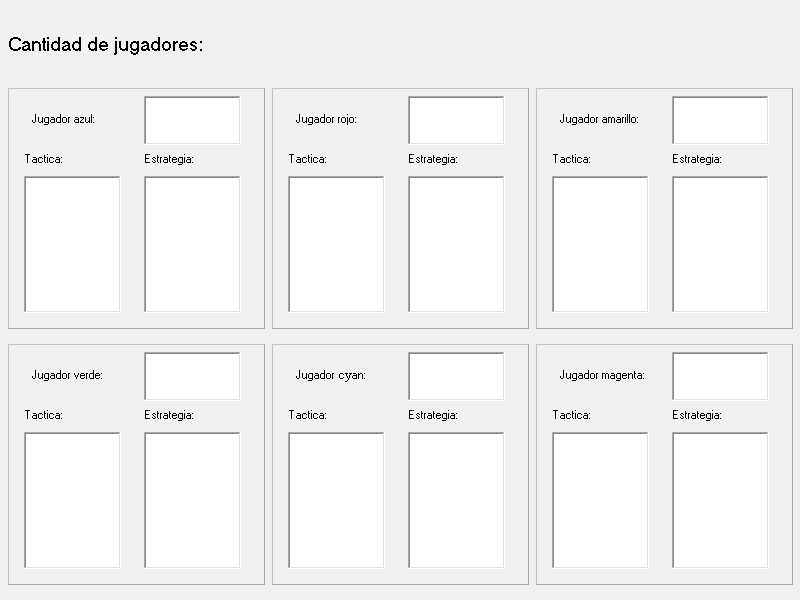 Cantidad de jugadores:
Jugador azul:
Tactica:
Estrategia:
Jugador rojo:
Tactica:
Estrategia:
Jugador amarillo:
Tactica:
Estrategia:
Jugador verde:
Tactica:
Estrategia:
Jugador cyan:
Tactica:
Estrategia:
Jugador magenta:
Tactica:
Estrategia: